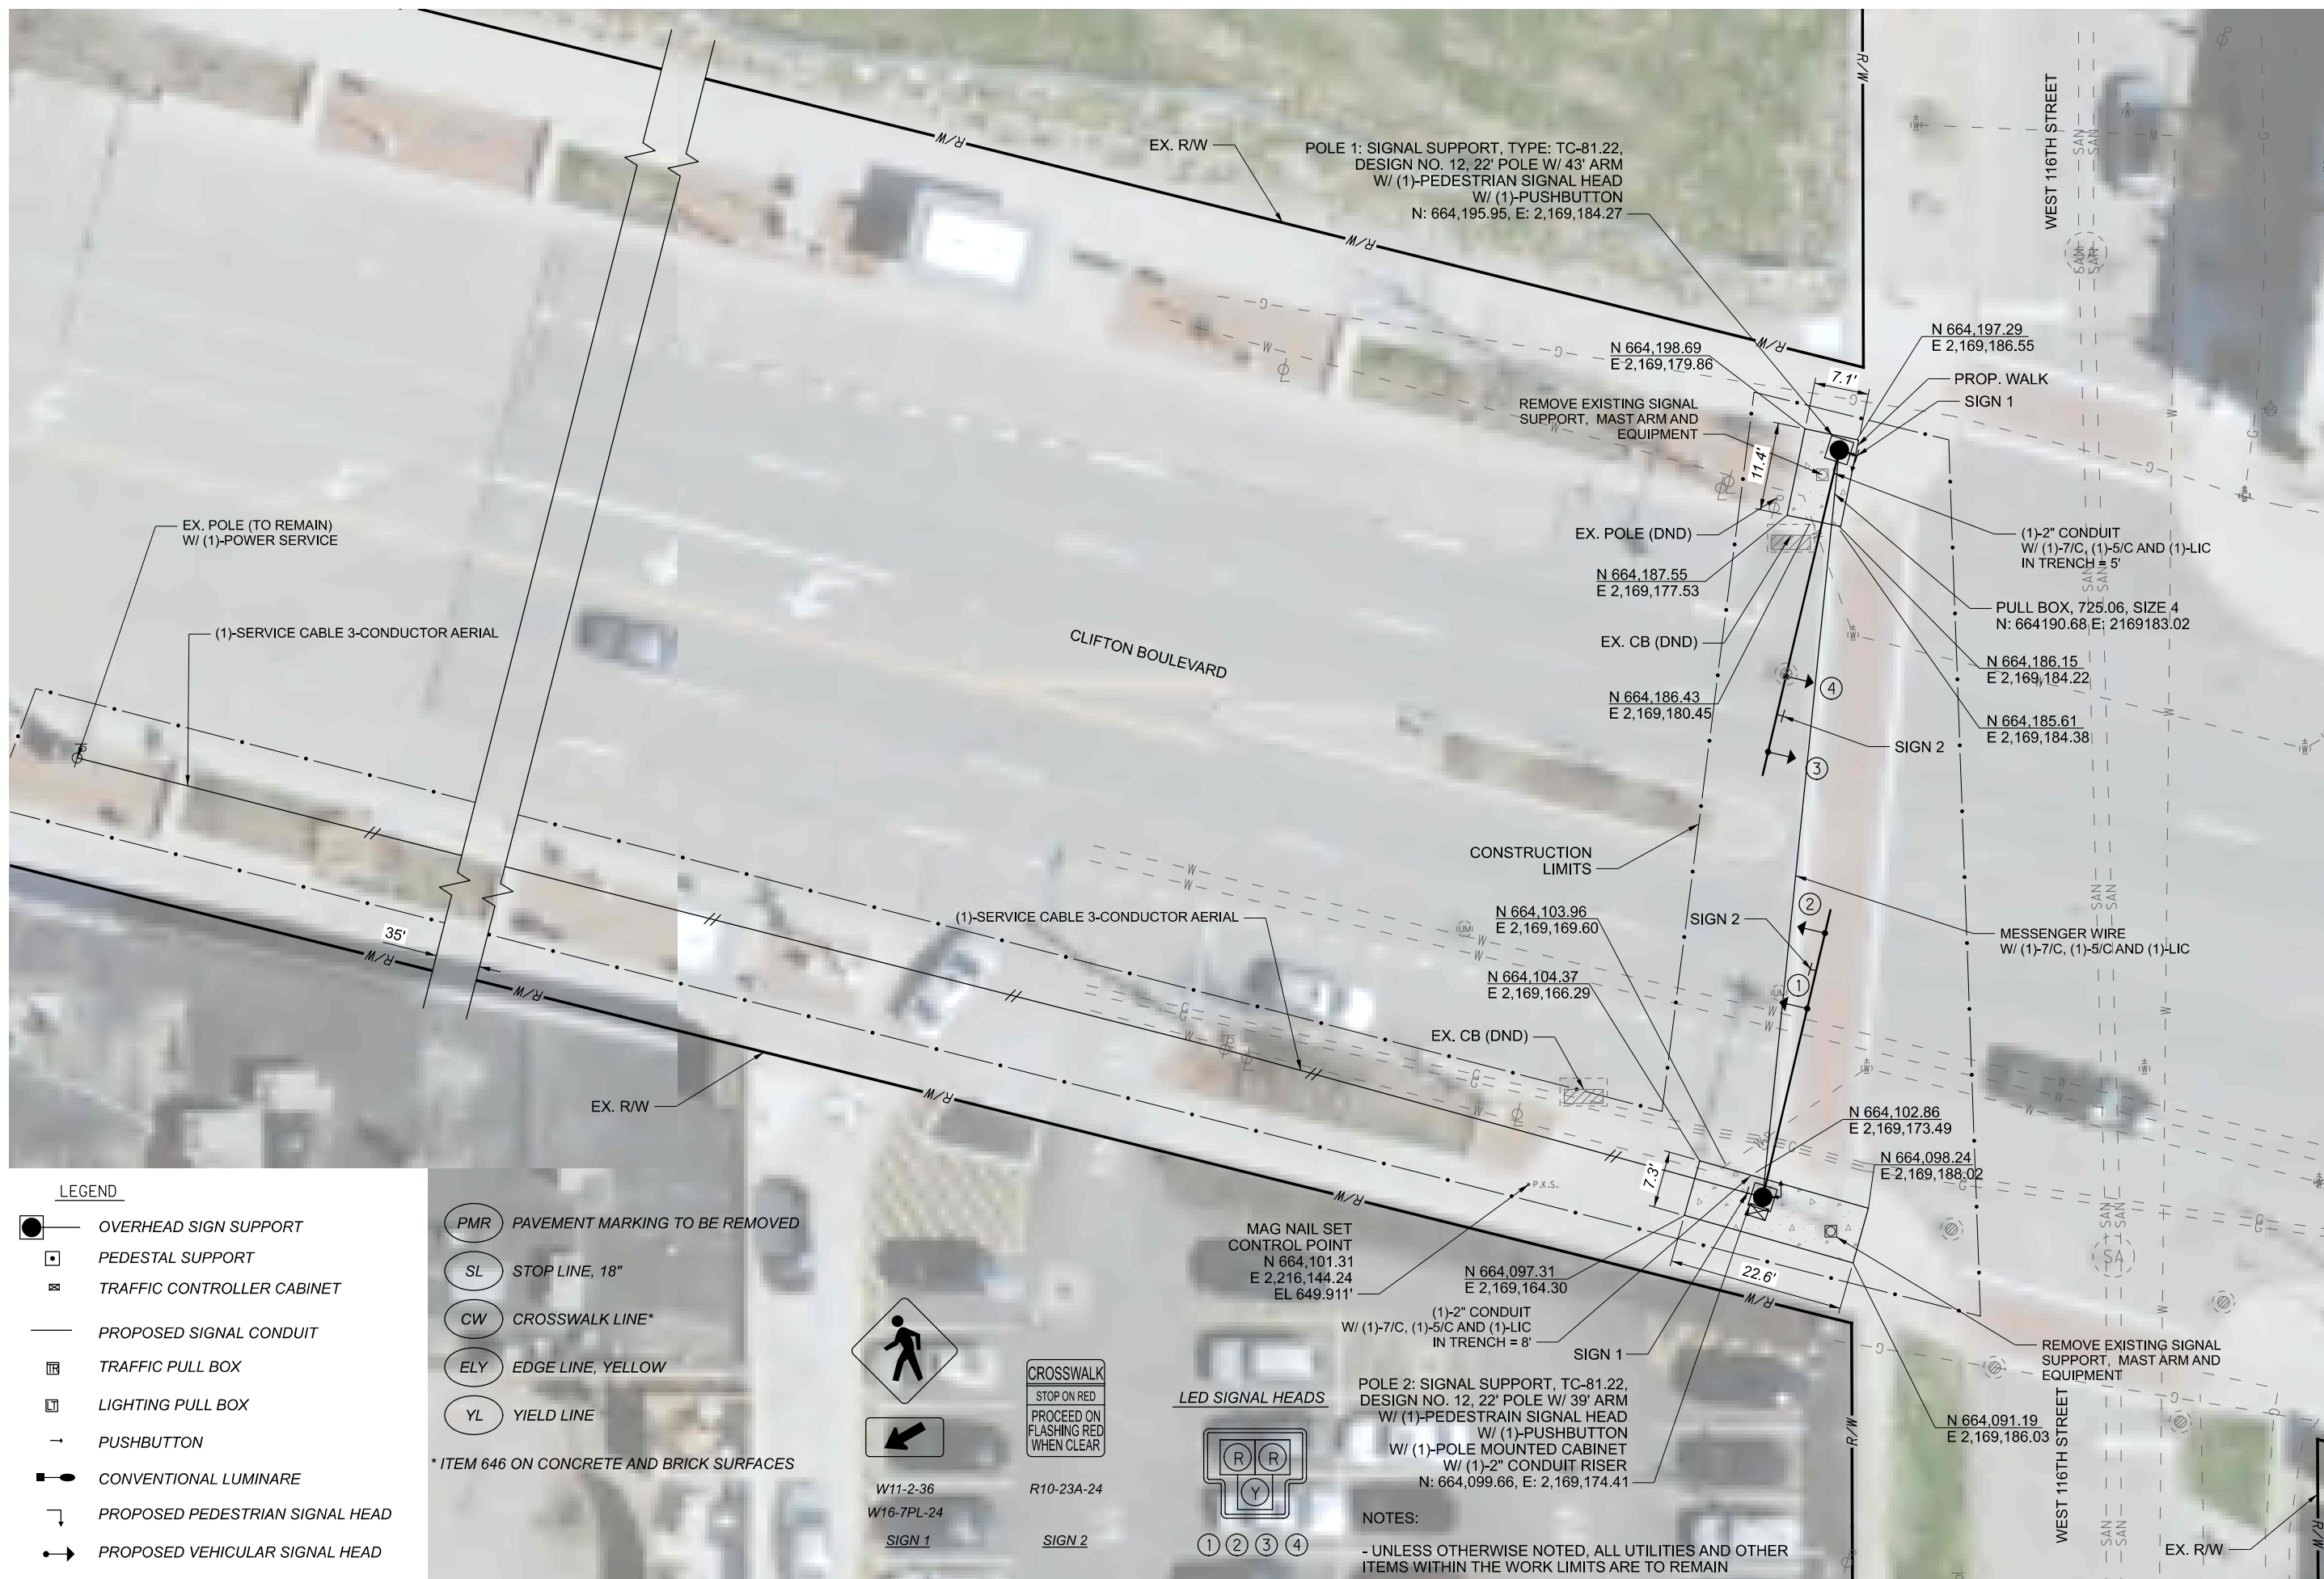 EX. R/W
POLE 1: SIGNAL SUPPORT, TYPE: TC-81.22,
DESIGN NO. 12, 22' POLE W/ 43' ARM
W/ (1)-PEDESTRIAN SIGNAL HEAD
W/ (1)-PUSHBUTTON
N: 664,195.95, E: 2,169,184.27
WEST 116TH STREET
R/W
R/W
R/W
R/W
N 664,198.69
E 2,169,179.86
7.1'
N 664,197.29
E 2,169,186.55
PROP. WALK
SIGN 1
REMOVE EXISTING SIGNAL
SUPPORT, MAST ARM AND
EQUIPMENT
11.4'
EX. POLE (DND)
(1)-2" CONDUIT
W/ (1)-7/C, (1)-5/C AND (1)-LIC
IN TRENCH = 5'
N 664,187.55
E 2,169,177.53
PULL BOX, 725.06, SIZE 4
N: 664190.68 E: 2169183.02
EX. CB (DND)
N 664,186.15
E 2,169,184.22
N 664,186.43
E 2,169,180.45
N 664,185.61
E 2,169,184.38
4
SIGN 2
3
EX. POLE (TO REMAIN)
W/ (1)-POWER SERVICE
(1)-SERVICE CABLE 3-CONDUCTOR AERIAL
CLIFTON BOULEVARD
CONSTRUCTION
LIMITS
(1)-SERVICE CABLE 3-CONDUCTOR AERIAL
N 664,103.96
E 2,169,169.60
SIGN 2
2
MESSENGER WIRE
W/ (1)-7/C, (1)-5/C AND (1)-LIC
35'
R/W
R/W
N 664,104.37
E 2,169,166.29
1
EX. CB (DND)
EX. R/W
R/W
N 664,102.86
E 2,169,173.49
N 664,098.24
E 2,169,188.02
7.3'
P.K.S.
R/W
MAG NAIL SET
CONTROL POINT
N 664,101.31
E 2,216,144.24
EL 649.911'
N 664,097.31
E 2,169,164.30
22.6'
R/W
(1)-2" CONDUIT
W/ (1)-7/C, (1)-5/C AND (1)-LIC
IN TRENCH = 8'
SIGN 1
REMOVE EXISTING SIGNAL
SUPPORT, MAST ARM AND
EQUIPMENT
POLE 2: SIGNAL SUPPORT, TC-81.22,
DESIGN NO. 12, 22' POLE W/ 39' ARM
W/ (1)-PEDESTRAIN SIGNAL HEAD
W/ (1)-PUSHBUTTON
W/ (1)-POLE MOUNTED CABINET
W/ (1)-2" CONDUIT RISER
N: 664,099.66, E: 2,169,174.41
N 664,091.19
E 2,169,186.03
WEST 116TH STREET
SA
R/W
EX. R/W
R/W
NOTES:
- UNLESS OTHERWISE NOTED, ALL UTILITIES AND OTHER
ITEMS WITHIN THE WORK LIMITS ARE TO REMAIN
LEGEND
OVERHEAD SIGN SUPPORT
PEDESTAL SUPPORT
TRAFFIC CONTROLLER CABINET
PROPOSED SIGNAL CONDUIT
TR TRAFFIC PULL BOX
LT LIGHTING PULL BOX
PUSHBUTTON
CONVENTIONAL LUMINARE
PROPOSED PEDESTRIAN SIGNAL HEAD
PROPOSED VEHICULAR SIGNAL HEAD
PMR PAVEMENT MARKING TO BE REMOVED
SL STOP LINE, 18"
CW CROSSWALK LINE*
ELY EDGE LINE, YELLOW
YL YIELD LINE
* ITEM 646 ON CONCRETE AND BRICK SURFACES
W11-2-36
W16-7PL-24
SIGN 1
CROSSWALK
STOP ON RED
PROCEED ON
FLASHING RED
WHEN CLEAR
R10-23A-24
SIGN 2
LED SIGNAL HEADS
R R
Y
1 2 3 4